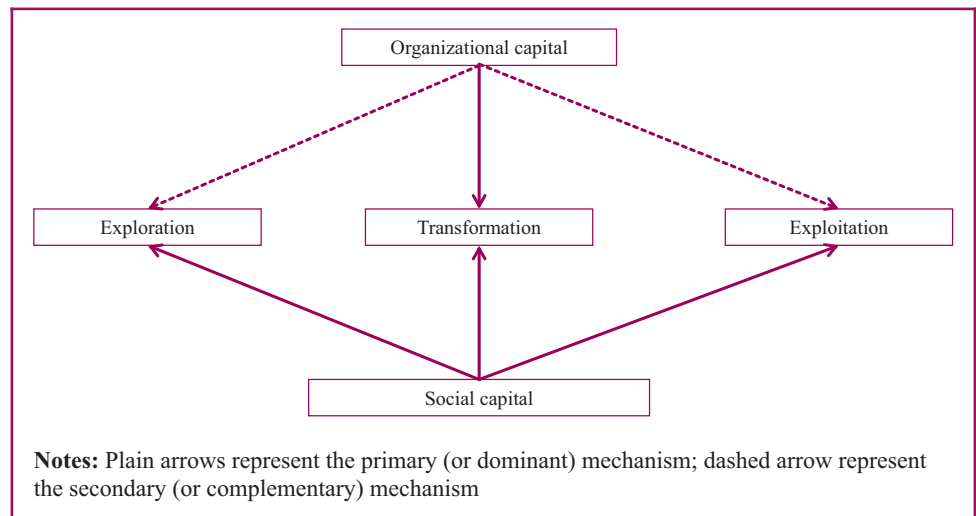 Organizational capital
Exploration
Transformation
Exploitation
Social capital
Notes: Plain arrows represent the primary (or dominant) mechanism; dashed arrow represent
the secondary (or complementary) mechanism